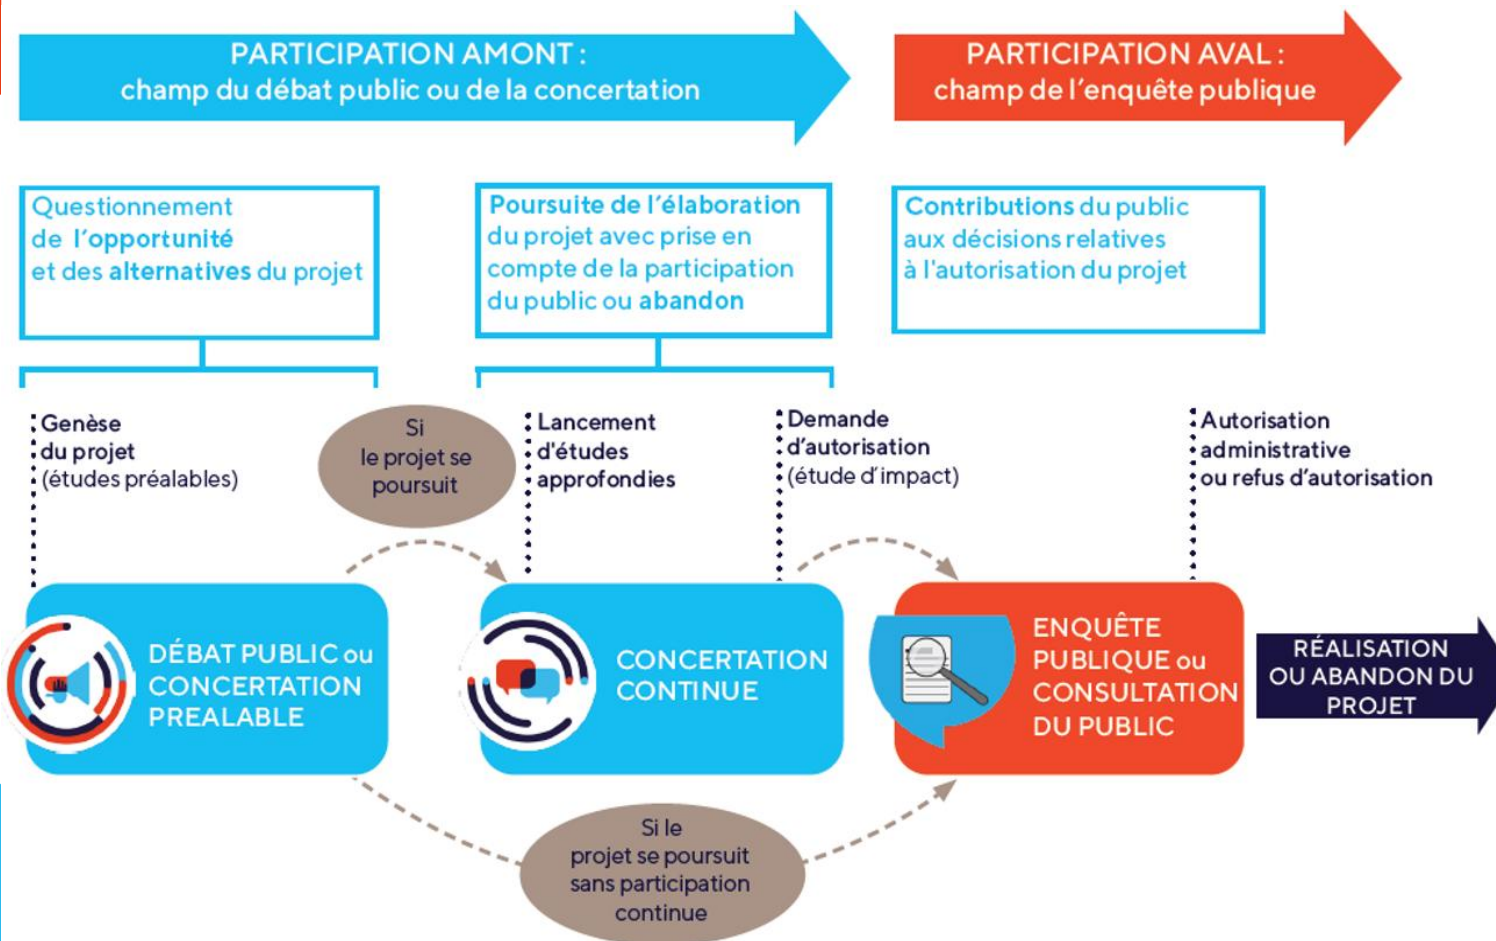 PARTICIPATION AMONT :
champ du débat public ou de la concertation
PARTICIPATION AVAL :
champ de l'enquête publique
Questionnement
de l'opportunité
et des alternatives du projet
Poursuite de l'élaboration
du projet avec prise en
compte de la participation
du public ou abandon
Contributions du public
aux décisions relatives
à l'autorisation du projet
Genèse
du projet
(études préalables)
Si
le projet se
poursuit
Lancement
d'études
approfondies
Demande
d'autorisation
(étude d'impact)
Autorisation
administrative
ou refus d'autorisation
DÉBAT PUBLIC ou
CONCERTATION
PREALABLE
CONCERTATION
CONTINUE
ENQUÊTE
PUBLIQUE ou
CONSULTATION
DU PUBLIC
RÉALISATION
OU ABANDON DU
PROJET
Si le
projet se poursuit
sans participation
continue